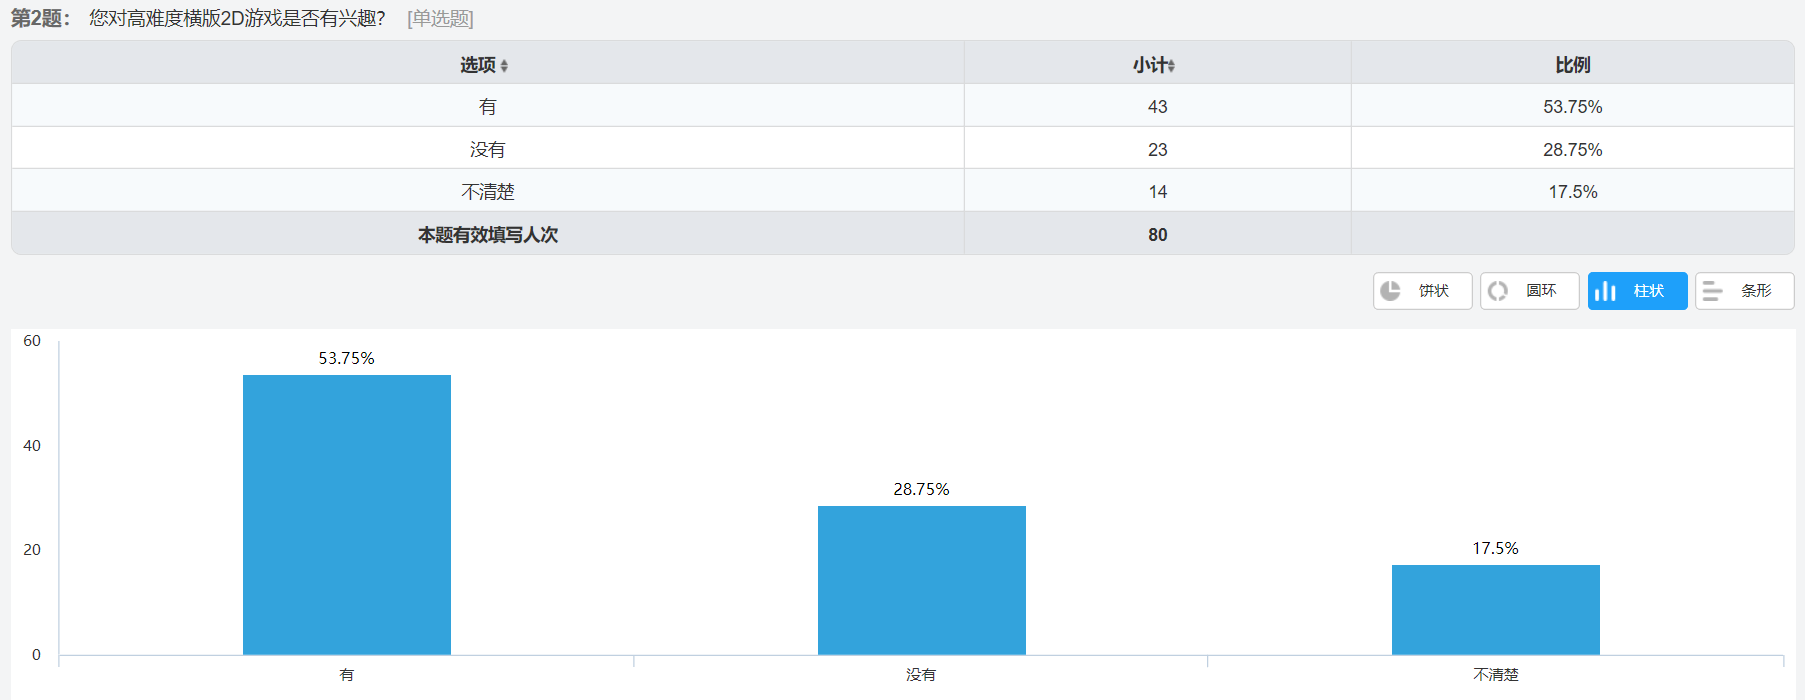 第2题： 您对高难度横版2D游戏是否有兴趣？ [单选题]
选项 小计 比例
有 43 53.75%
没有 23 28.75%
不清楚 14 17.5%
本题有效填写人次 80
饼状 圆环 柱状 条形
60
53.75%
40
28.75%
20
17.5%
0
有 没有 不清楚